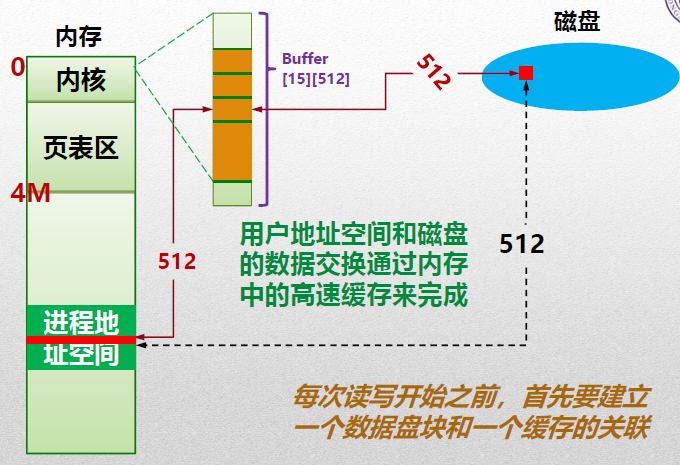 内存
0
内核
页表区
4M
进程地
址空间
Buffer
[15][512]
磁盘
512
512
512
用户地址空间和磁盘
的数据交换通过内存
中的高速缓存来完成
每次读写开始之前，首先要建立
一个数据盘块和一个缓存的关联